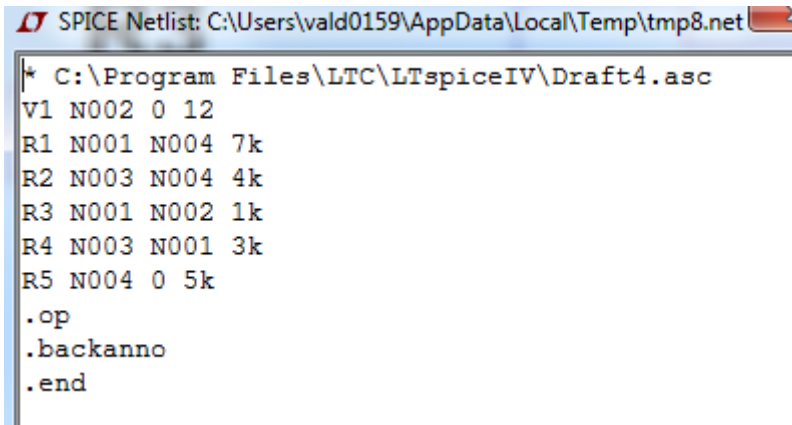 SPICE Netlist: C:\Users\vald0159\AppData\Local\Temp\tmp8.net
* C:\Program Files\LTC\LTspiceIV\Draft4.asc
V1 N002 0 12
R1 N001 N004 7k
R2 N003 N004 4k
R3 N001 N002 1k
R4 N003 N001 3k
R5 N004 0 5k
.op
.backanno
.end